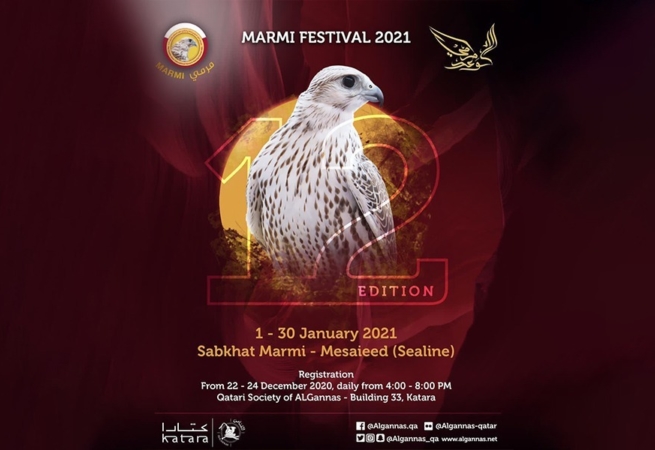 MARMI FESTIVAL 2021
MARMI مرمي
12
EDITION
1 - 30 January 2021
Sabkhat Marmi - Mesaieed (Sealine)
Registration
From 22 - 24 December 2020, daily from 4:00 - 8:00 PM
Qatari Society of ALGannas - Building 33, Katara
كتارا
katara
@Algannas.qa @Algannas-qatar
@Algannas_qa www.algannas.net